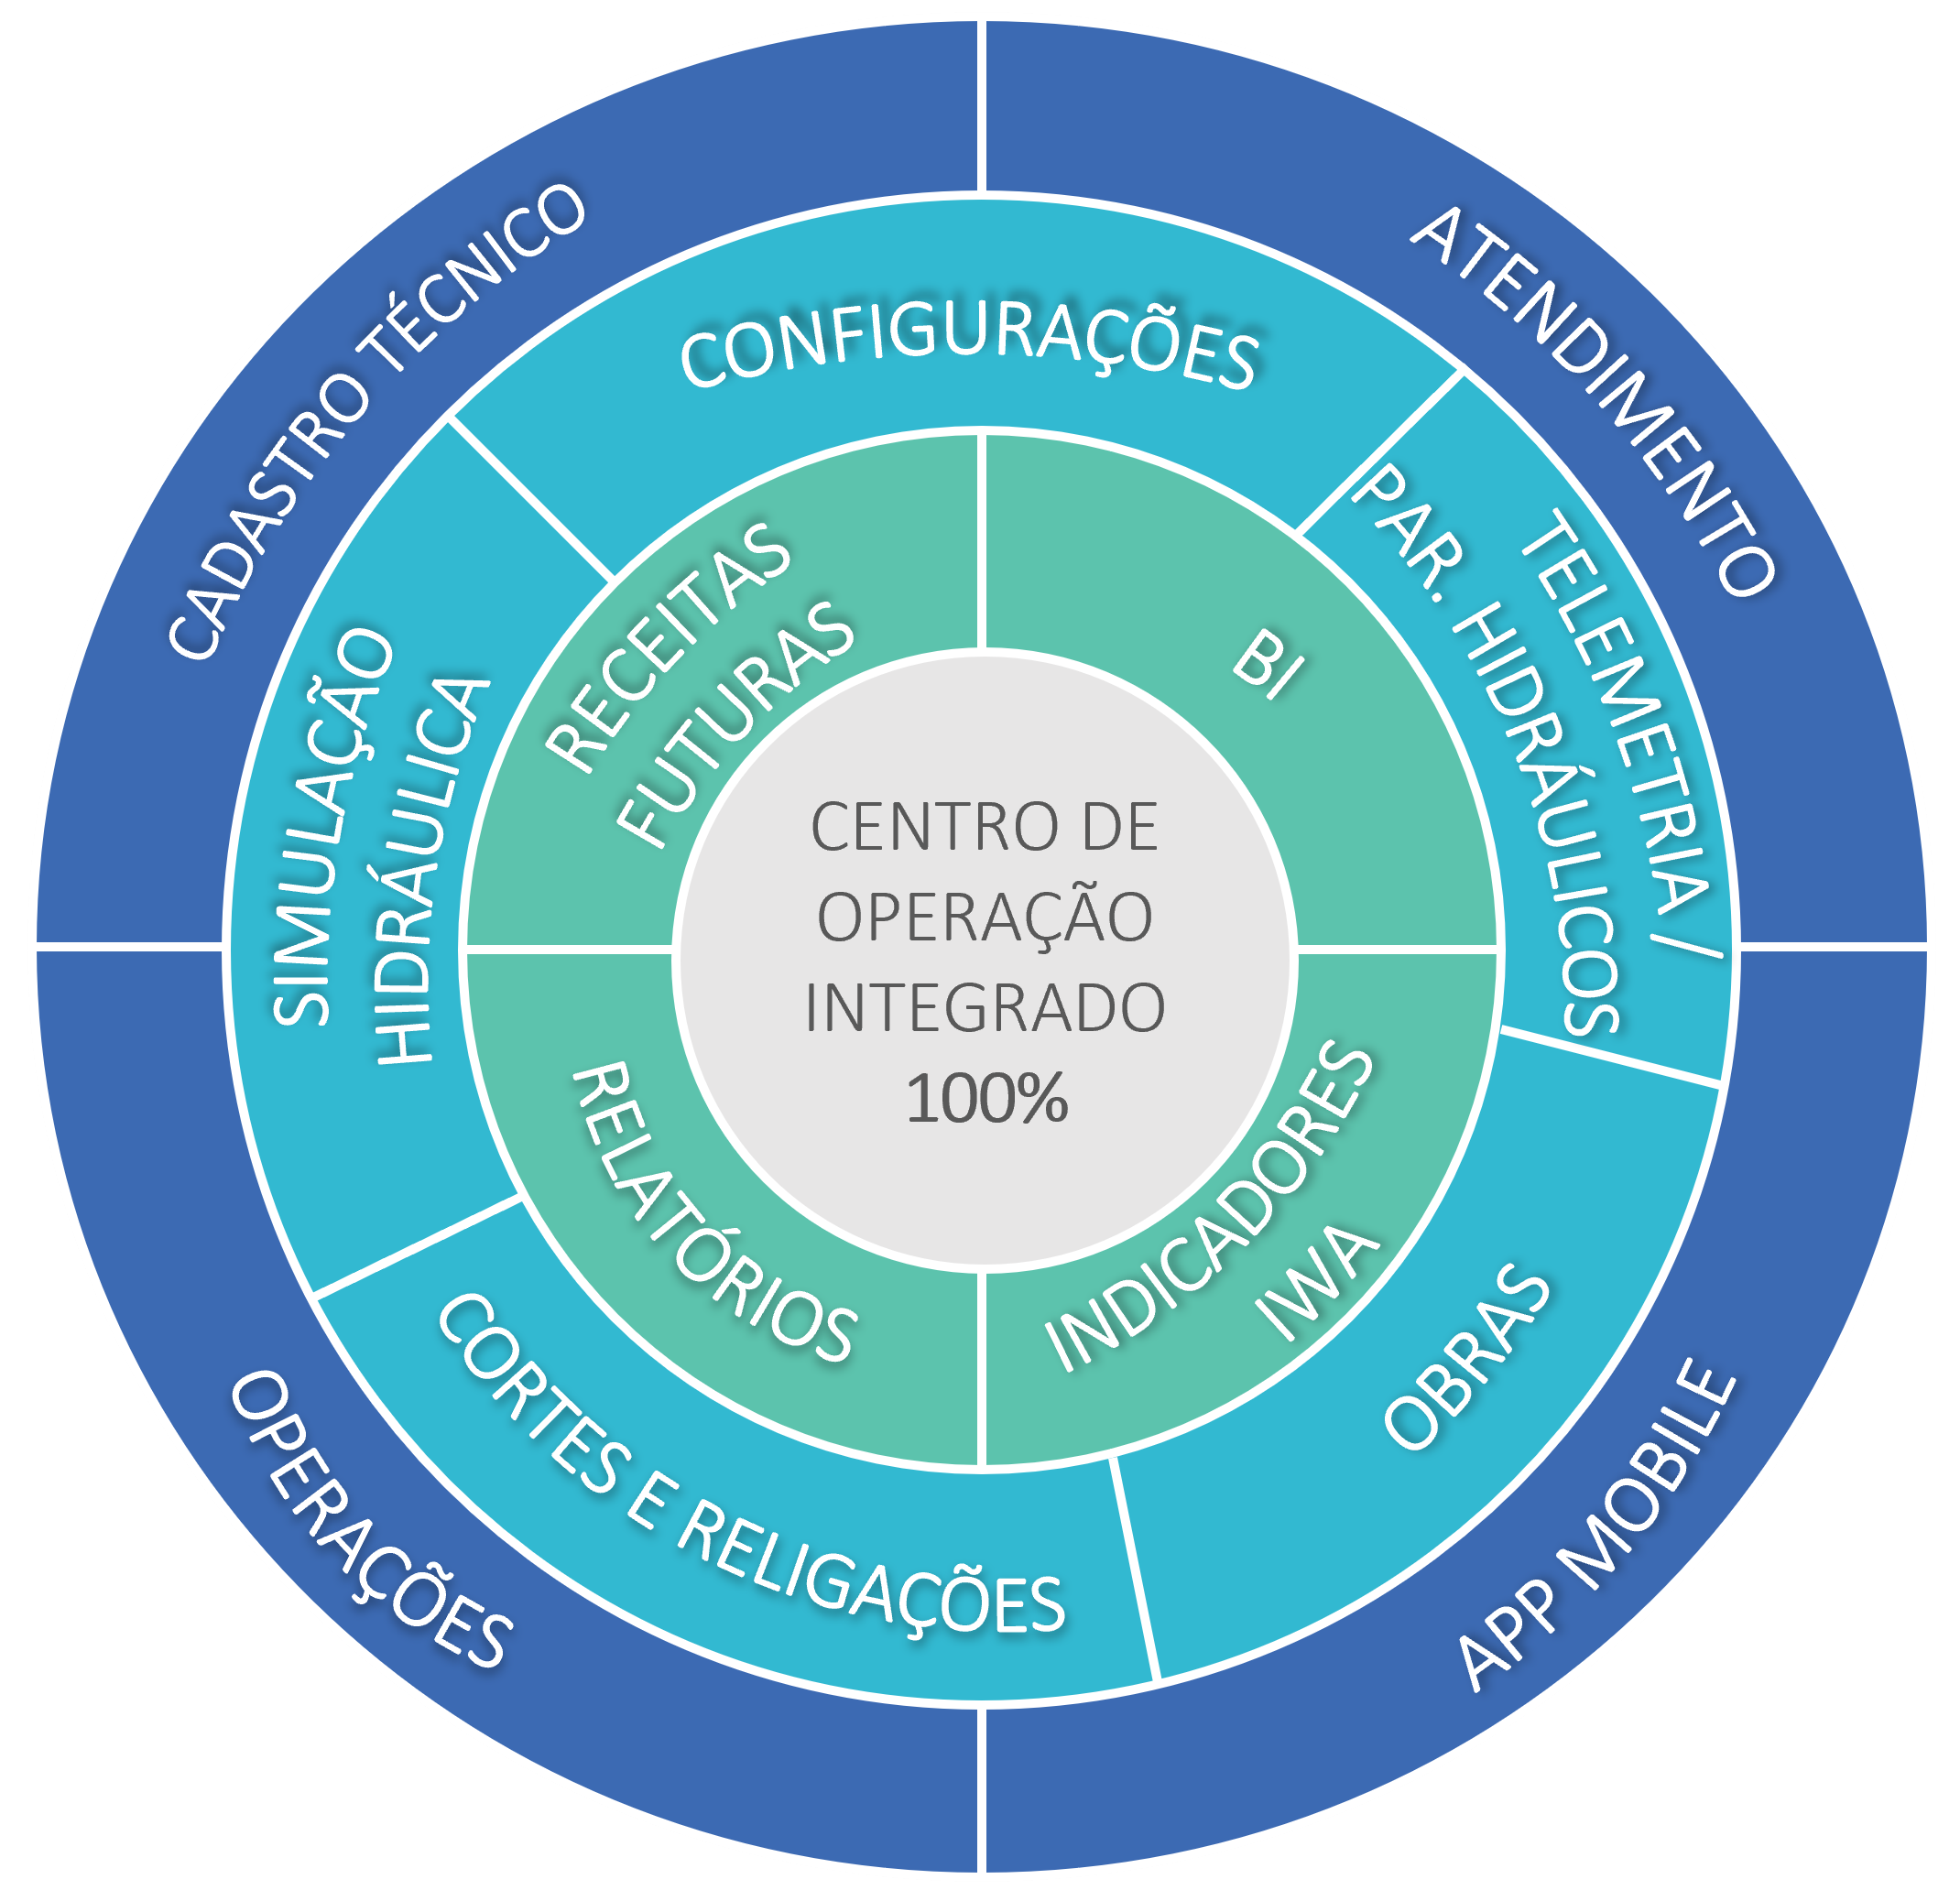 CADASTRO TÉCNICO
ATENDIMENTO
APP MOBILE
OPERAÇÕES
CONFIGURAÇÕES
TELEMETRIA /
PAR. HIDRÁULICOS
OBRAS
CORTES E RELIGAÇÕES
SIMULAÇÃO
HIDRÁULICA
RECEITAS
FUTURAS
BI
INDICADORES
IWA
RELATÓRIOS
CENTRO DE
OPERAÇÃO
INTEGRADO
100%